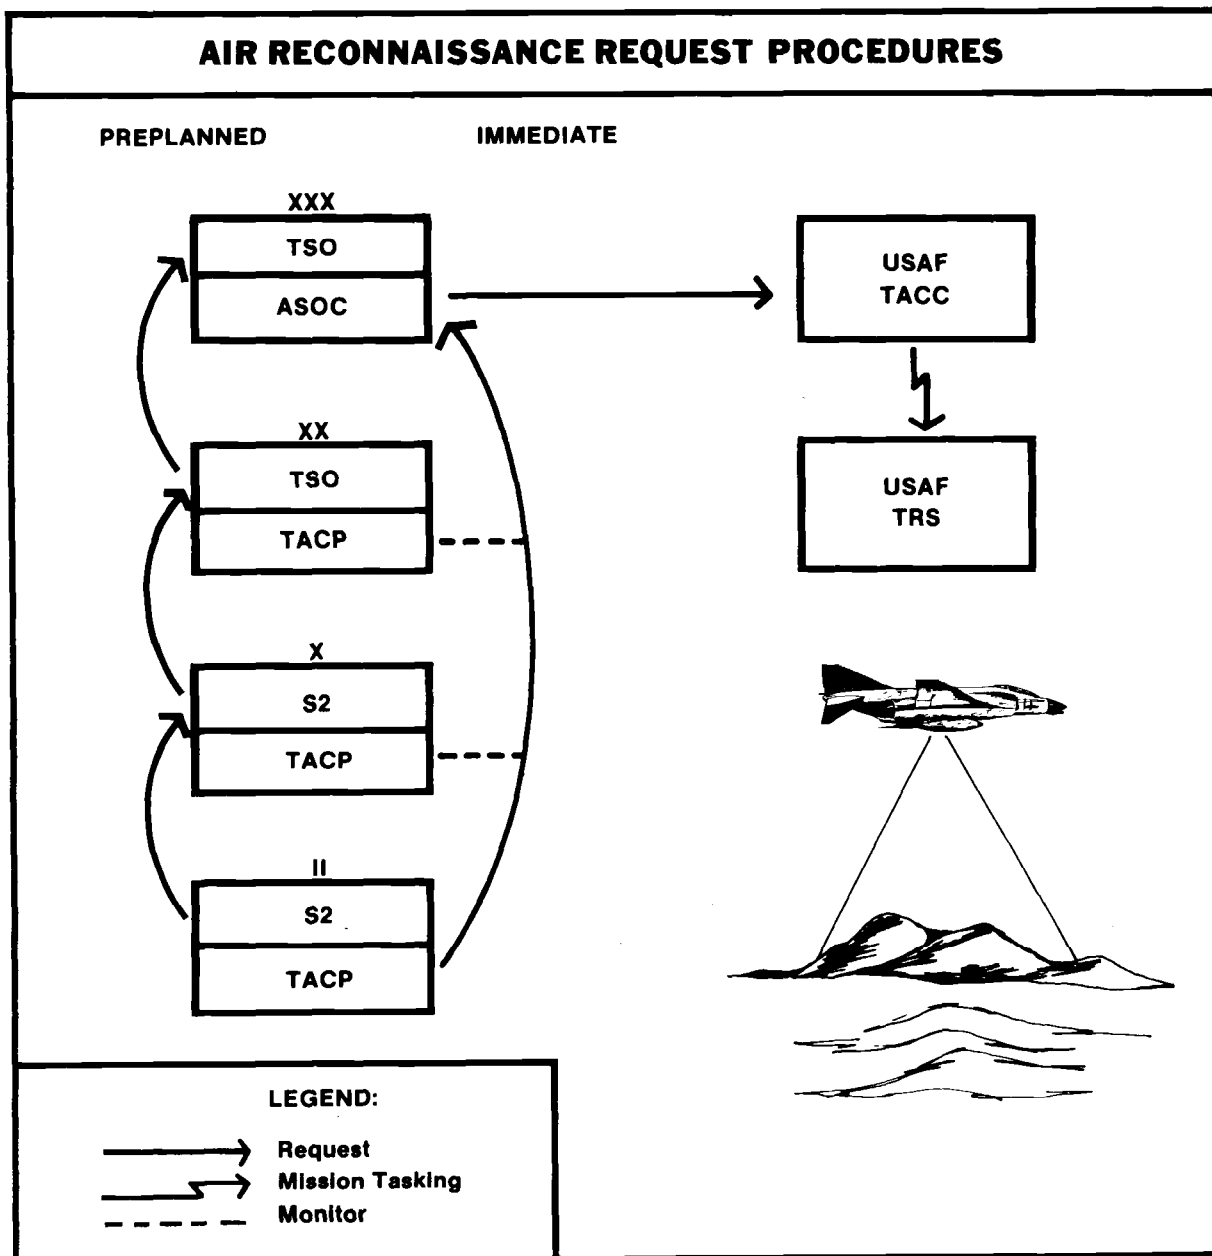 AIR RECONNAISSANCE REQUEST PROCEDURES
PREPLANNED
IMMEDIATE
XXX
TSO
ASOC
USAF
TACC
XX
TSO
TACP
USAF
TRS
X
S2
TACP
II
S2
TACP
LEGEND:
Request
Mission Tasking
Monitor